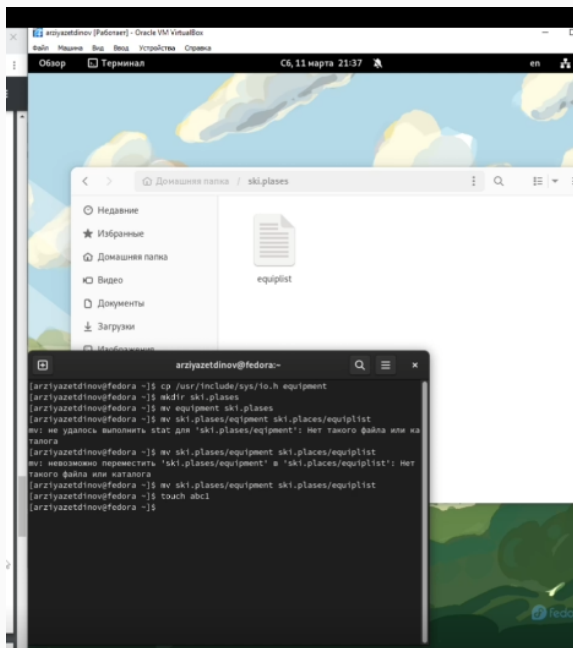 arziyazetdinov [Работает] - Oracle VM VirtualBox
Файл Машина Вид Ввод Устройства Справка
Обзор Терминал Сб, 11 марта 21:37 en
Домашняя папка / ski.plases
Недавние
Избранные
Домашняя папка
Видео
Документы
Загрузки
Изображения
equiplist
arziyazetdinov@fedora:~
[arziyazetdinov@fedora ~]$ cp /usr/include/sys/io.h equipment
[arziyazetdinov@fedora ~]$ mkdir ski.plases
[arziyazetdinov@fedora ~]$ mv equipment ski.plases
[arziyazetdinov@fedora ~]$ mv ski.plases/eqipment ski.places/equiplist
mv: не удалось выполнить stat для 'ski.plases/eqipment': Нет такого файла или ка
талога
[arziyazetdinov@fedora ~]$ mv ski.plases/equipment ski.places/equiplist
mv: невозможно переместить 'ski.plases/equipment' в 'ski.places/equiplist': Нет
такого файла или каталога
[arziyazetdinov@fedora ~]$ mv ski.plases/equipment ski.plases/equiplist
[arziyazetdinov@fedora ~]$ touch abc1
[arziyazetdinov@fedora ~]$
fedo